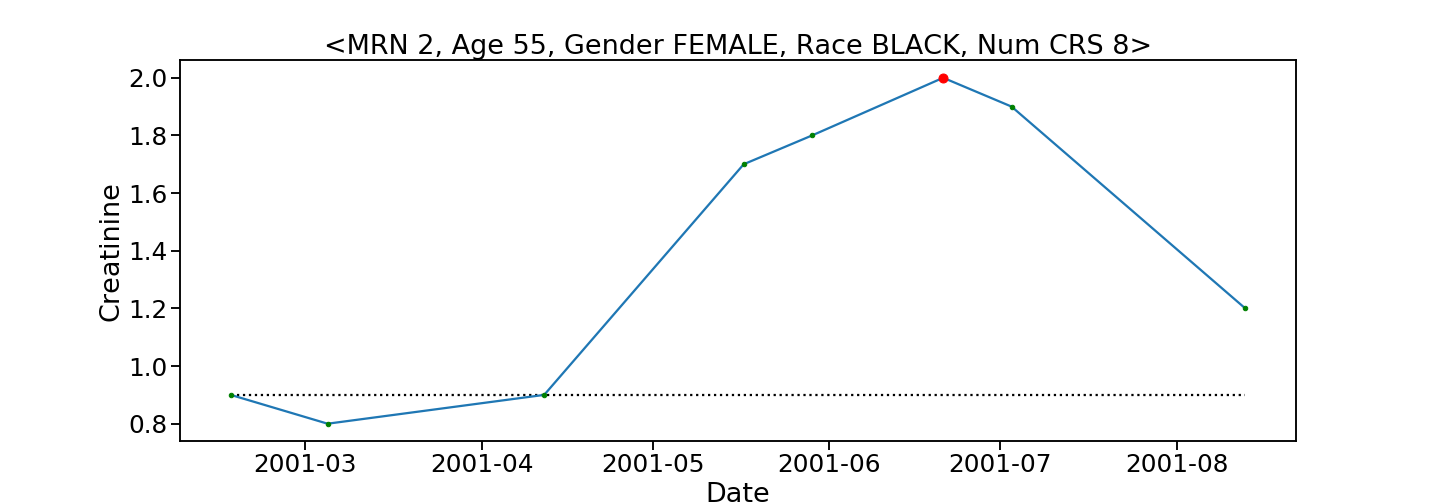 <MRN 2, Age 55, Gender FEMALE, Race BLACK, Num CRS 8>
2.0
1.8
1.6
1.4
1.2
1.0
0.8
Creatinine
2001-03 2001-04 2001-05 2001-06 2001-07 2001-08
Date